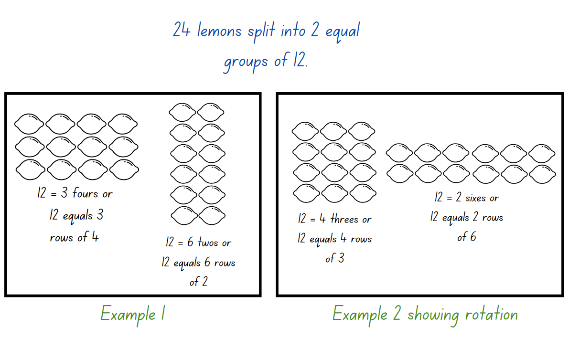 24 lemons split into 2 equal
groups of 12.
12 = 3 fours or
12 equals 3
rows of 4
12 = 6 twos or
12 equals 6 rows
of 2
12 = 4 threes or
12 equals 4 rows
of 3
12 = 2 sixes or
12 equals 2 rows
of 6
Example 1
Example 2 showing rotation